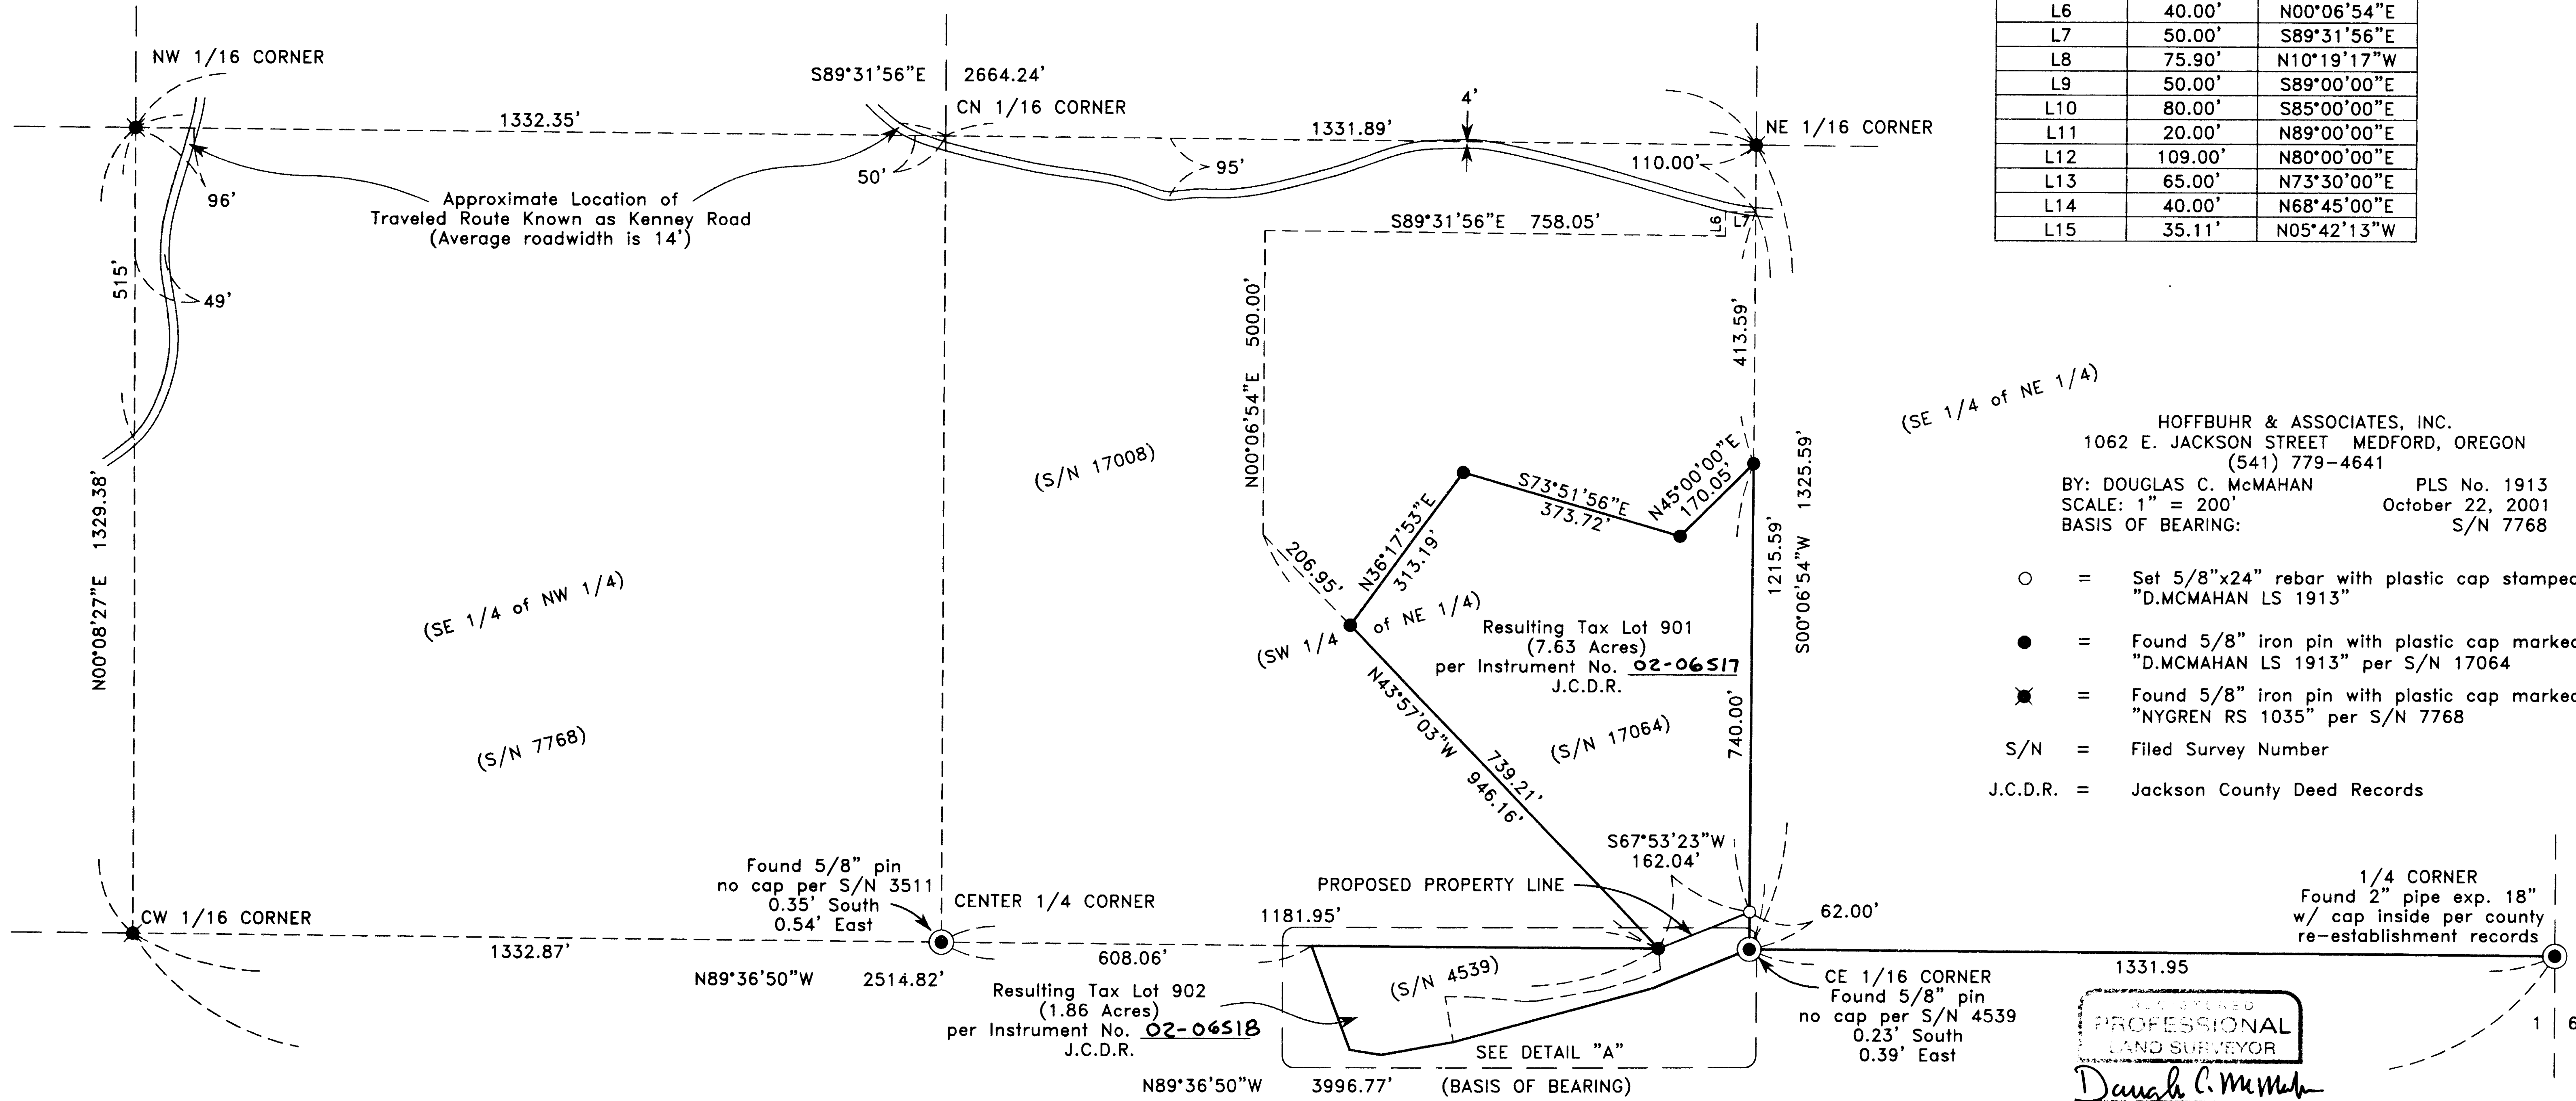 L6 40.00' N00°06'54"E
L7 50.00' S89°31'56"E
L8 75.90' N10°19'17"W
L9 50.00' S89°00'00"E
L10 80.00' S85°00'00"E
L11 20.00' N89°00'00"E
L12 109.00' N80°00'00"E
L13 65.00' N73°30'00"E
L14 40.00' N68°45'00"E
L15 35.11' N05°42'13"W
NW 1/16 CORNER
S89°31'56"E 2664.24'
CN 1/16 CORNER
4'
1332.35'
1331.89'
NE 1/16 CORNER
50'
95'
110.00'
96'
Approximate Location of
Traveled Route Known as Kenney Road
(Average roadwidth is 14')
S89°31'56"E 758.05'
L6
L7
515'
49'
N00°06'54"E 500.00'
413.59'
(SE 1/4 of NE 1/4)
HOFFBUHR & ASSOCIATES, INC.
1062 E. JACKSON STREET MEDFORD, OREGON
(541) 779-4641
BY: DOUGLAS C. McMAHAN PLS No. 1913
SCALE: 1" = 200' October 22, 2001
BASIS OF BEARING: S/N 7768
(S/N 17008)
N00°08'27"E 1329.38'
S73°51'56"E
373.72'
N45°00'00"E
170.05'
1215.59'
S00°06'54"W 1325.59'
206.95'
N36°17'53"E
313.19'
= Set 5/8"x24" rebar with plastic cap stamped
"D.MCMAHAN LS 1913"
= Found 5/8" iron pin with plastic cap marked
"D.MCMAHAN LS 1913" per S/N 17064
= Found 5/8" iron pin with plastic cap marked
"NYGREN RS 1035" per S/N 7768
S/N = Filed Survey Number
J.C.D.R. = Jackson County Deed Records
(SE 1/4 of NW 1/4)
(SW 1/4 of NE 1/4)
Resulting Tax Lot 901
(7.63 Acres)
per Instrument No. 02-06517
J.C.D.R.
N43°57'03"W 946.16'
739.21'
(S/N 17064)
740.00'
(S/N 7768)
S67°53'23"W
162.04'
Found 5/8" pin
no cap per S/N 3511
0.35' South
0.54' East
PROPOSED PROPERTY LINE
CW 1/16 CORNER
CENTER 1/4 CORNER
1181.95'
62.00'
1/4 CORNER
Found 2" pipe exp. 18"
w/ cap inside per county
re-establishment records
1332.87'
608.06'
1331.95
N89°36'50"W 2514.82'
(S/N 4539)
CE 1/16 CORNER
Found 5/8" pin
no cap per S/N 4539
0.23' South
0.39' East
Resulting Tax Lot 902
(1.86 Acres)
per Instrument No. 02-06518
J.C.D.R.
SEE DETAIL "A"
N89°36'50"W 3996.77' (BASIS OF BEARING)
REGISTERED
PROFESSIONAL
LAND SURVEYOR
1 6
Douglas C. McMahan